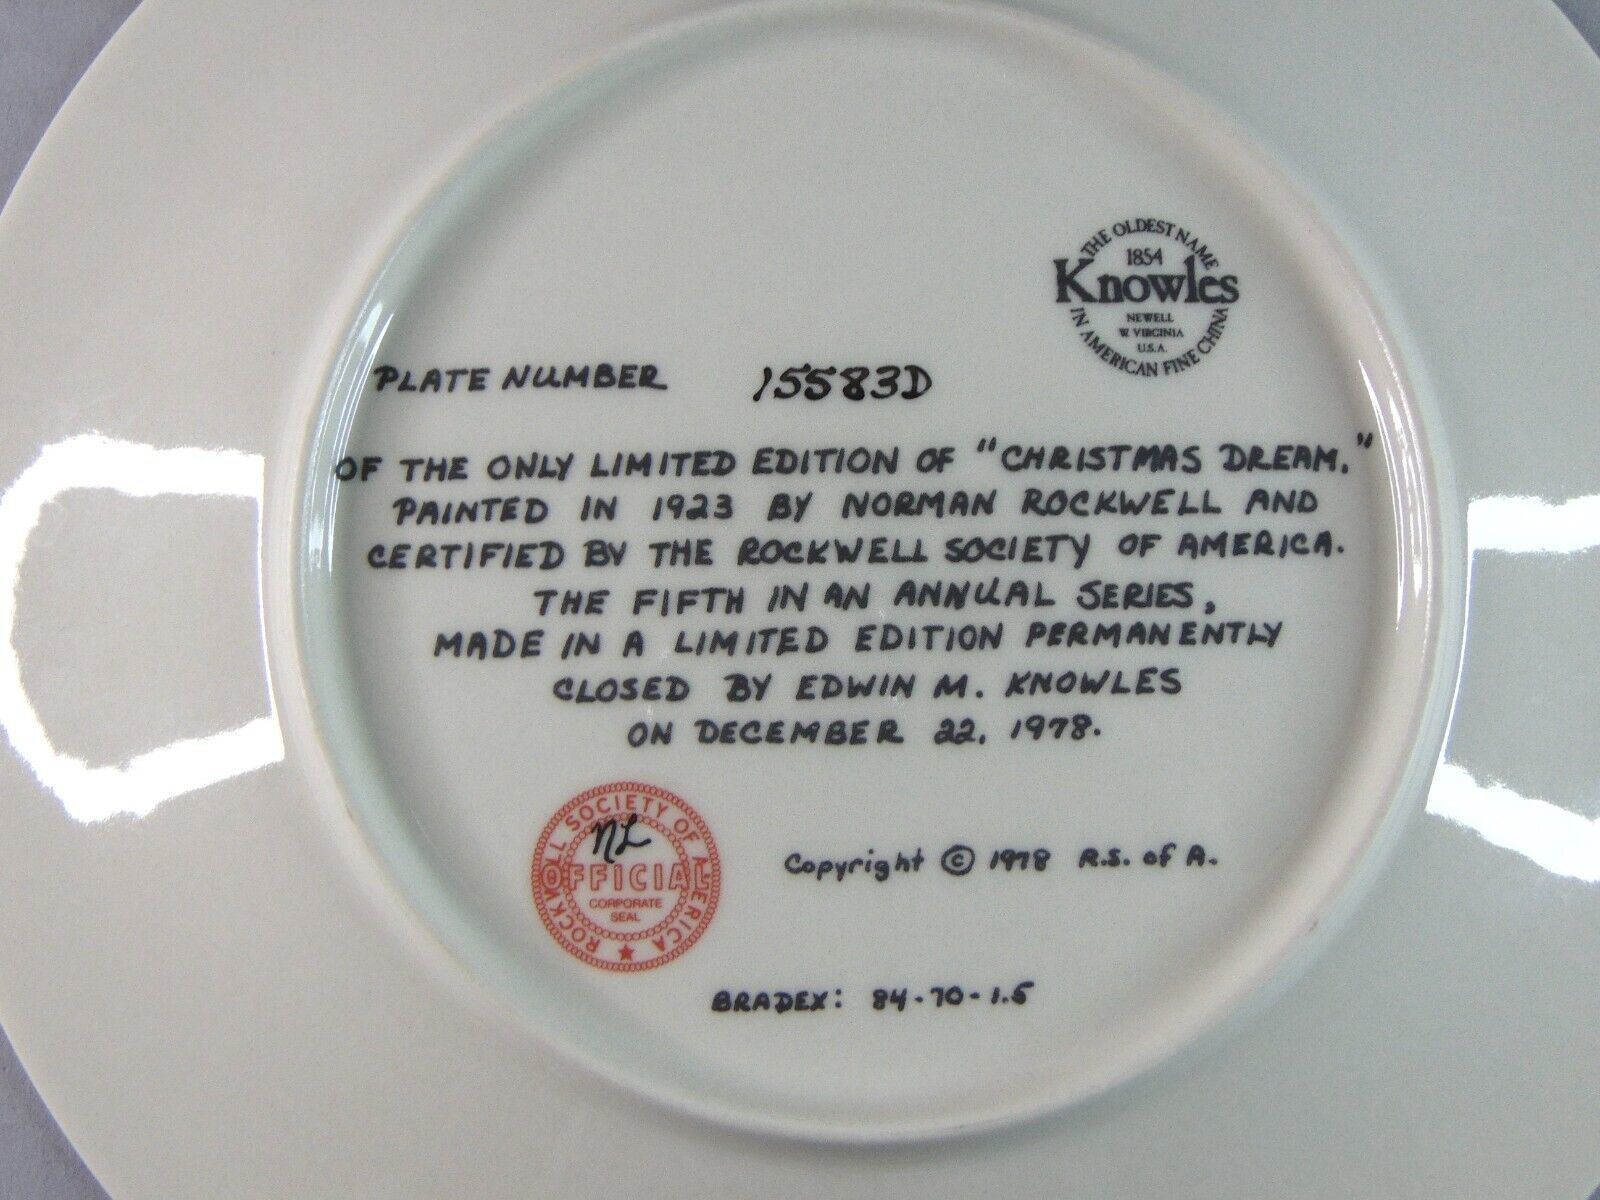 THE OLDEST NAME
1854
Knowles
NEWELL
W. VIRGINIA
U.S.A.
IN AMERICAN FINE CHINA
PLATE NUMBER 15583D
OF THE ONLY LIMITED EDITION OF "CHRISTMAS DREAM."
PAINTED IN 1923 BY NORMAN ROCKWELL AND
CERTIFIED BY THE ROCKWELL SOCIETY OF AMERICA.
THE FIFTH IN AN ANNUAL SERIES,
MADE IN A LIMITED EDITION PERMANENTLY
CLOSED BY EDWIN M. KNOWLES
ON DECEMBER 22, 1978.
ROCKWELL SOCIETY OF AMERICA
NL
OFFICIAL
CORPORATE
SEAL
Copyright © 1978 R.S. of A.
BRADEX: 84-70-1.5